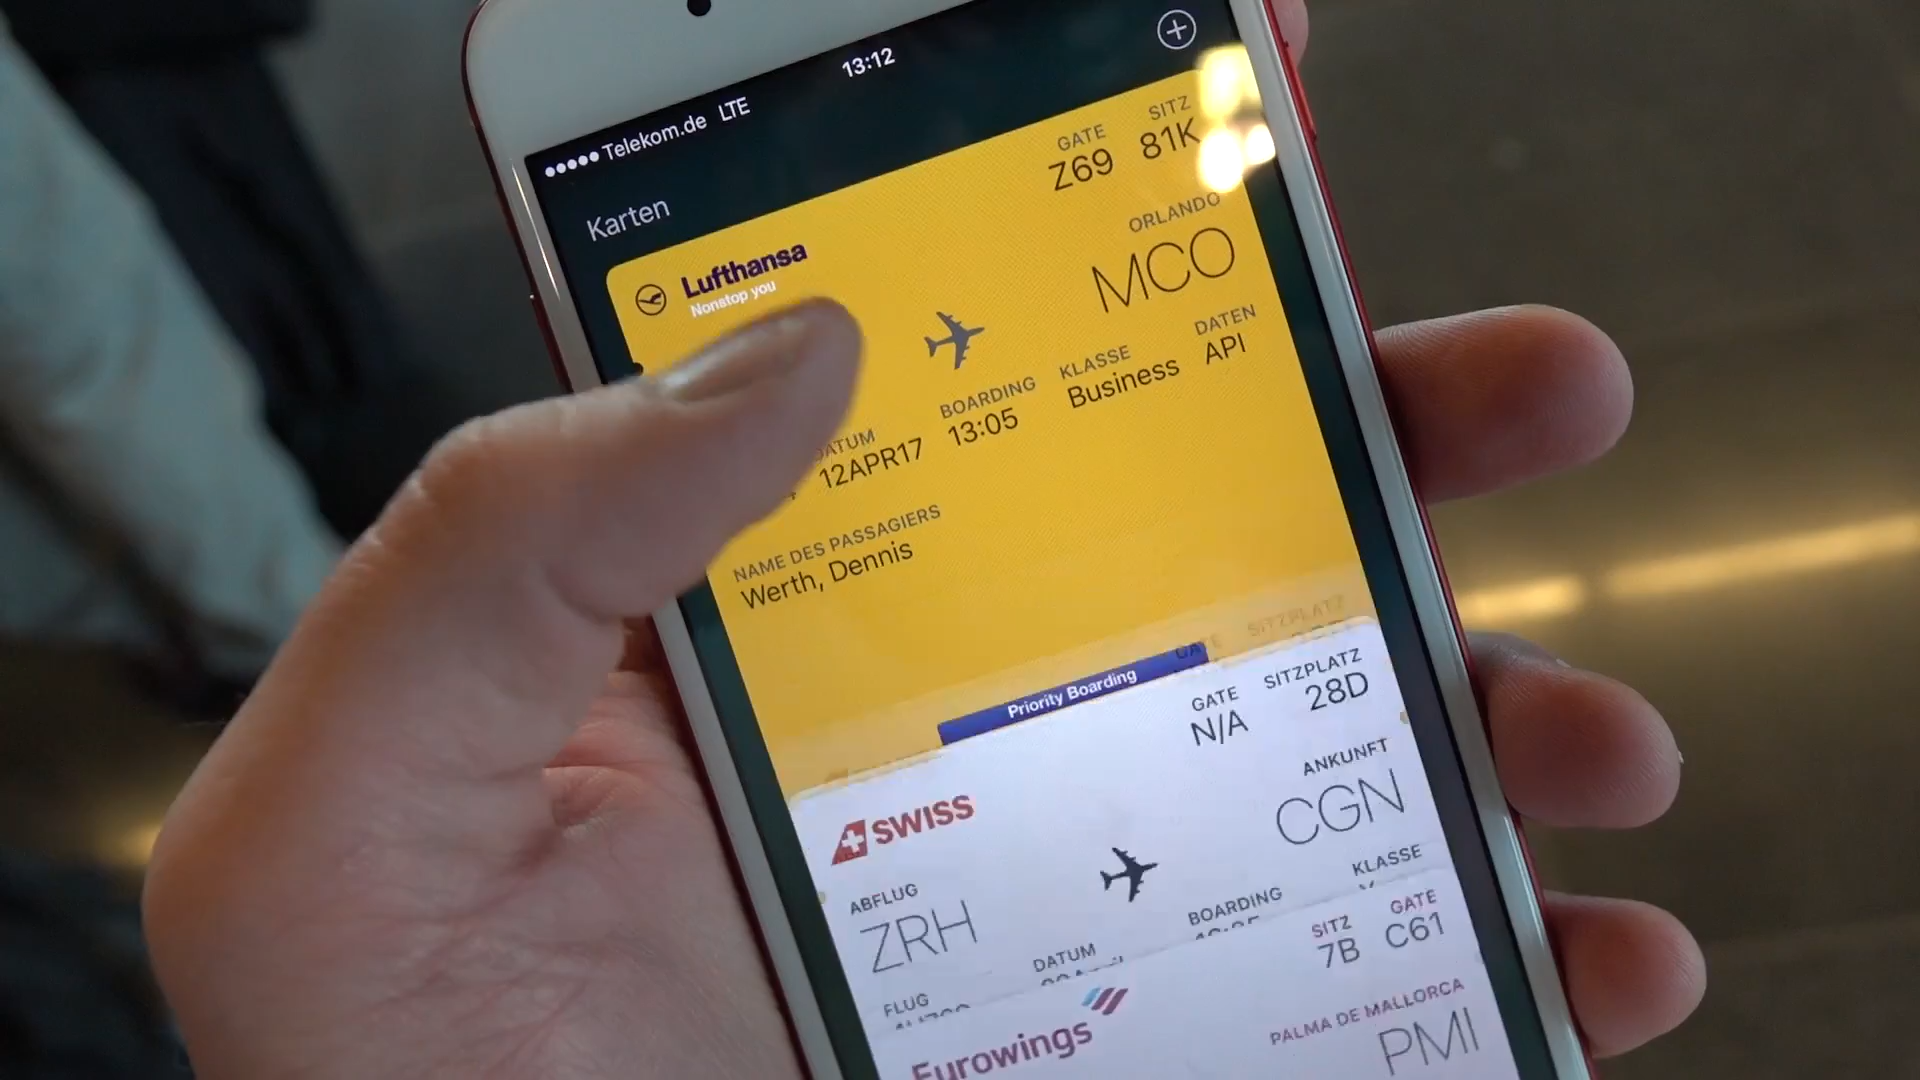 13:12
Telekom.de LTE
Karten
GATE SITZ
Z69 81K
Lufthansa
Nonstop you
ORLANDO
MCO
DATUM BOARDING KLASSE DATEN
12APR17 13:05 Business API
NAME DES PASSAGIERS
Werth, Dennis
GATE SITZPLATZ
Priority Boarding
GATE SITZPLATZ
N/A 28D
SWISS
ABFLUG ANKUNFT
ZRH CGN
FLUG DATUM BOARDING KLASSE
SITZ GATE
7B C61
Eurowings
PALMA DE MALLORCA
PMI